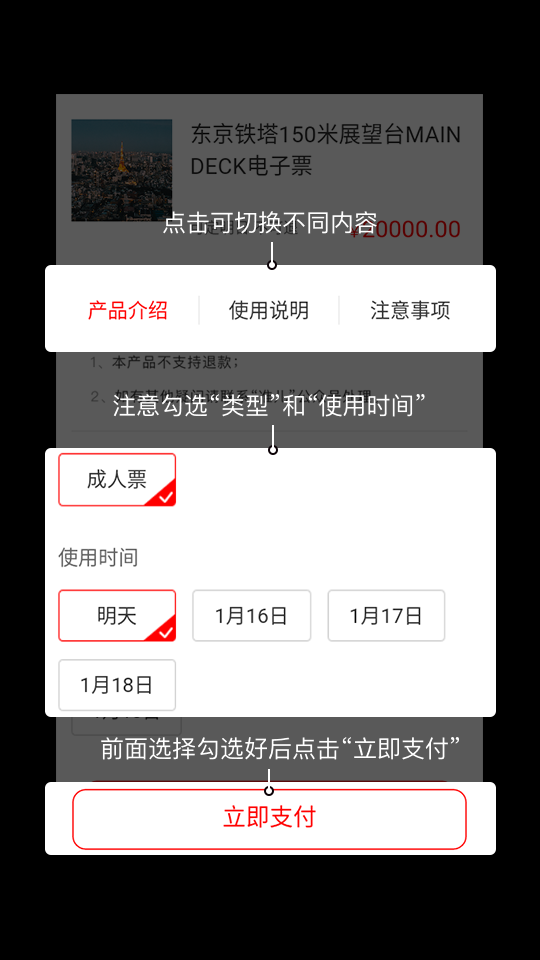 东京铁塔150米展望台MAIN
DECK电子票
点击可切换不同内容
¥20000.00
产品介绍
使用说明
注意事项
1、本产品不支持退款；
注意勾选“类型”和“使用时间”
成人票
使用时间
明天
1月16日
1月17日
1月18日
前面选择勾选好后点击“立即支付”
立即支付